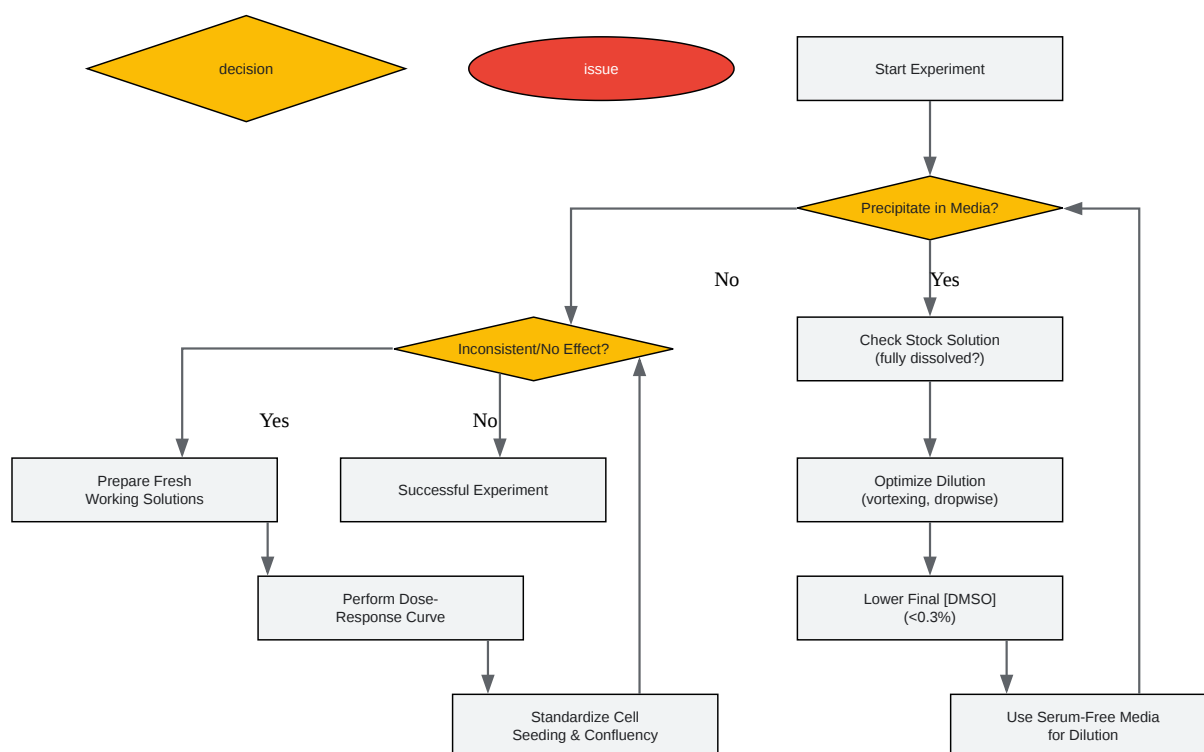 decision
issue
Start Experiment
Precipitate in Media?
No
Yes
Inconsistent/No Effect?
Check Stock Solution
(fully dissolved?)
Yes
No
Prepare Fresh
Working Solutions
Successful Experiment
Optimize Dilution
(vortexing, dropwise)
Perform Dose-
Response Curve
Lower Final [DMSO]
(<0.3%)
Standardize Cell
Seeding & Confluency
Use Serum-Free Media
for Dilution